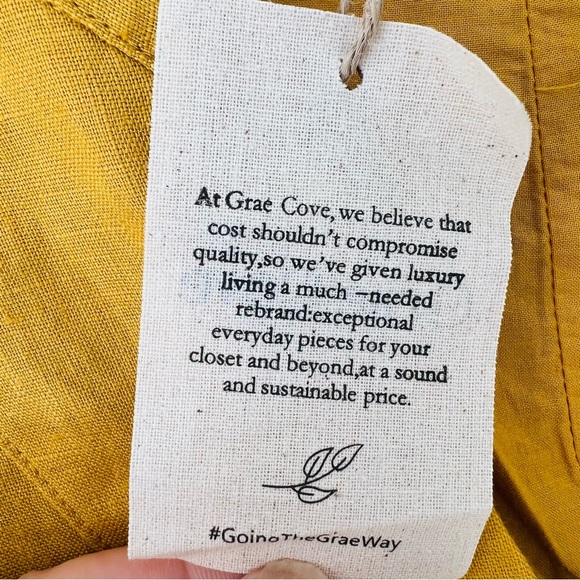 At Grae Cove, we believe that
cost shouldn't compromise
quality,so we've given luxury
living a much –needed
rebrand:exceptional
everyday pieces for your
closet and beyond,at a sound
and sustainable price.
#GoingTheGraeWay